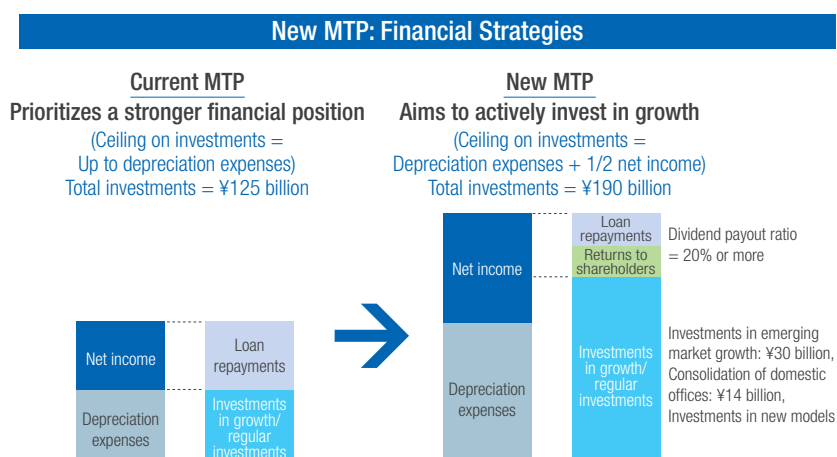 New MTP: Financial Strategies
Current MTP
Prioritizes a stronger financial position
(Ceiling on investments =
Up to depreciation expenses)
Total investments = ¥125 billion
New MTP
Aims to actively invest in growth
(Ceiling on investments =
Depreciation expenses + 1/2 net income)
Total investments = ¥190 billion
Net income
Depreciation
expenses
Loan
repayments
Investments
in growth/
regular
investments
Net income
Depreciation
expenses
Loan
repayments
Returns to
shareholders
Investments
in growth/
regular
investments
Dividend payout ratio
= 20% or more
Investments in emerging
market growth: ¥30 billion,
Consolidation of domestic
offices: ¥14 billion,
Investments in new models